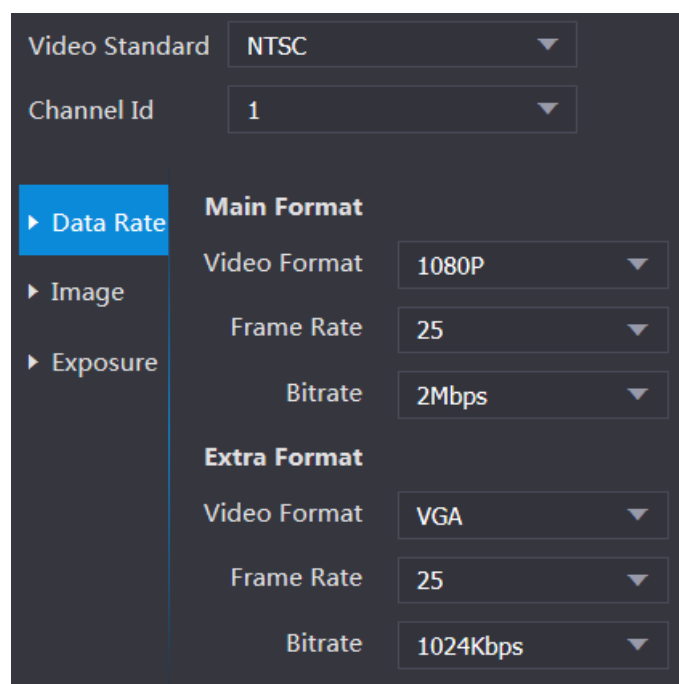 Video Standard NTSC
Channel Id 1
Data Rate
Image
Exposure
Main Format
Video Format 1080P
Frame Rate 25
Bitrate 2Mbps
Extra Format
Video Format VGA
Frame Rate 25
Bitrate 1024Kbps